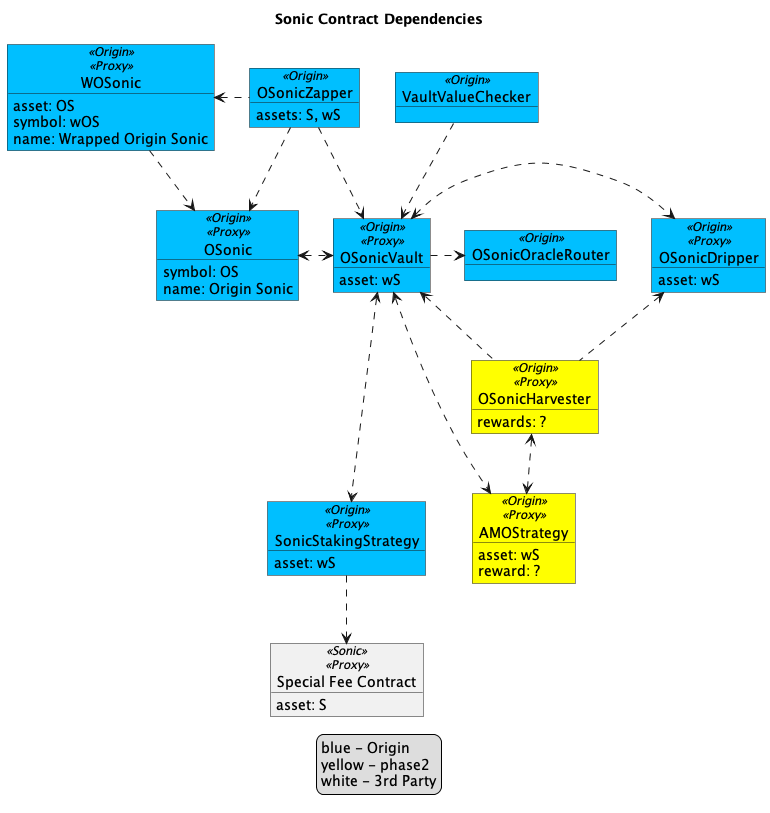 Sonic Contract Dependencies
«Origin»
«Proxy»
WOSonic
asset: OS
symbol: wOS
name: Wrapped Origin Sonic
«Origin»
OSonicZapper
assets: S, wS
«Origin»
VaultValueChecker
«Origin»
«Proxy»
OSonic
symbol: OS
name: Origin Sonic
«Origin»
«Proxy»
OSonicVault
asset: wS
«Origin»
OSonicOracleRouter
«Origin»
«Proxy»
OSonicDripper
asset: wS
«Origin»
«Proxy»
OSonicHarvester
rewards: ?
«Origin»
«Proxy»
SonicStakingStrategy
asset: wS
«Origin»
«Proxy»
AMOStrategy
asset: wS
reward: ?
«Sonic»
«Proxy»
Special Fee Contract
asset: S
blue – Origin
yellow – phase2
white – 3rd Party